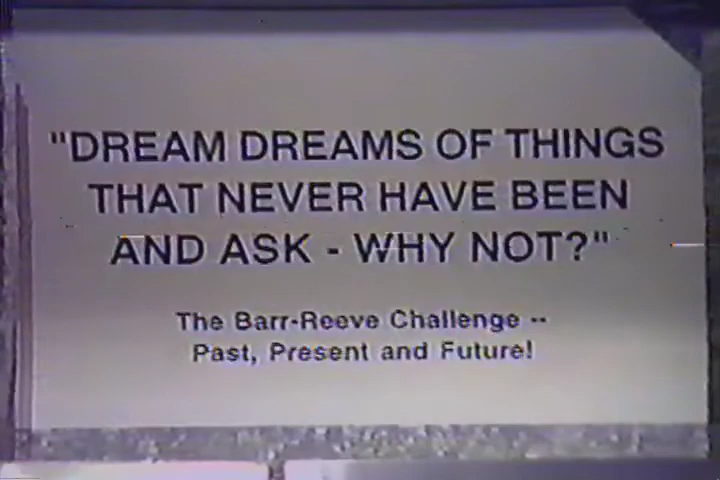 "DREAM DREAMS OF THINGS
THAT NEVER HAVE BEEN
AND ASK - WHY NOT?"
The Barr-Reeve Challenge --
Past, Present and Future!